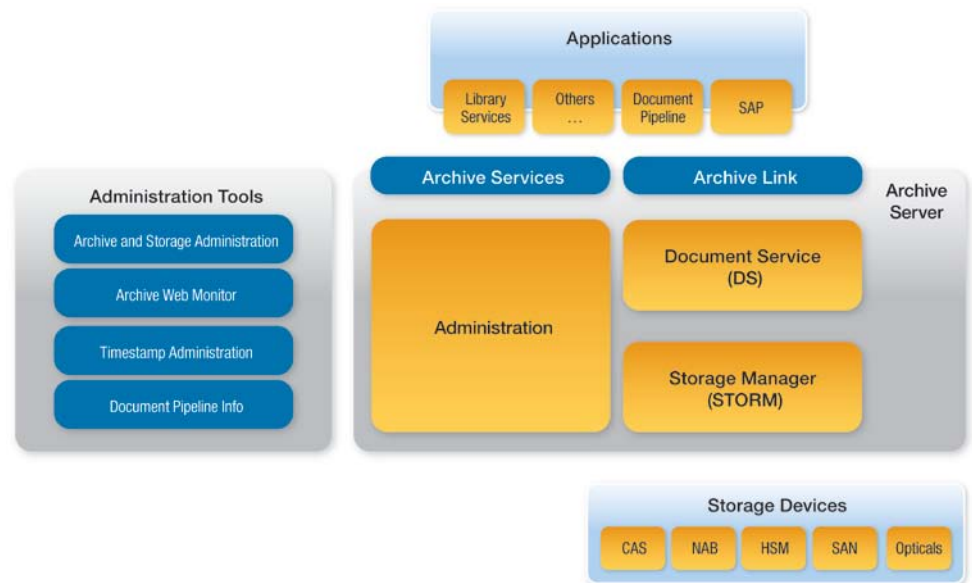 Applications
Library
Services
Others
...
Document
Pipeline
SAP
Administration Tools
Archive and Storage Administration
Archive Web Monitor
Timestamp Administration
Document Pipeline Info
Archive Services
Archive Link
Archive
Server
Administration
Document Service
(DS)
Storage Manager
(STORM)
Storage Devices
CAS
NAB
HSM
SAN
Opticals